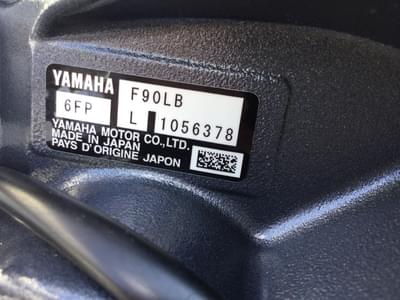 YAMAHA F90LB
6FP L 1056378
YAMAHA MOTOR CO.,LTD.
MADE IN JAPAN
PAYS D'ORIGINE JAPON